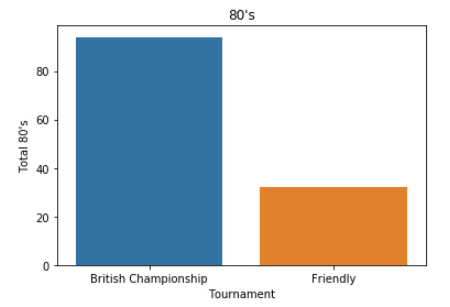 80's
Total 80's
80
60
40
20
0
British Championship
Friendly
Tournament